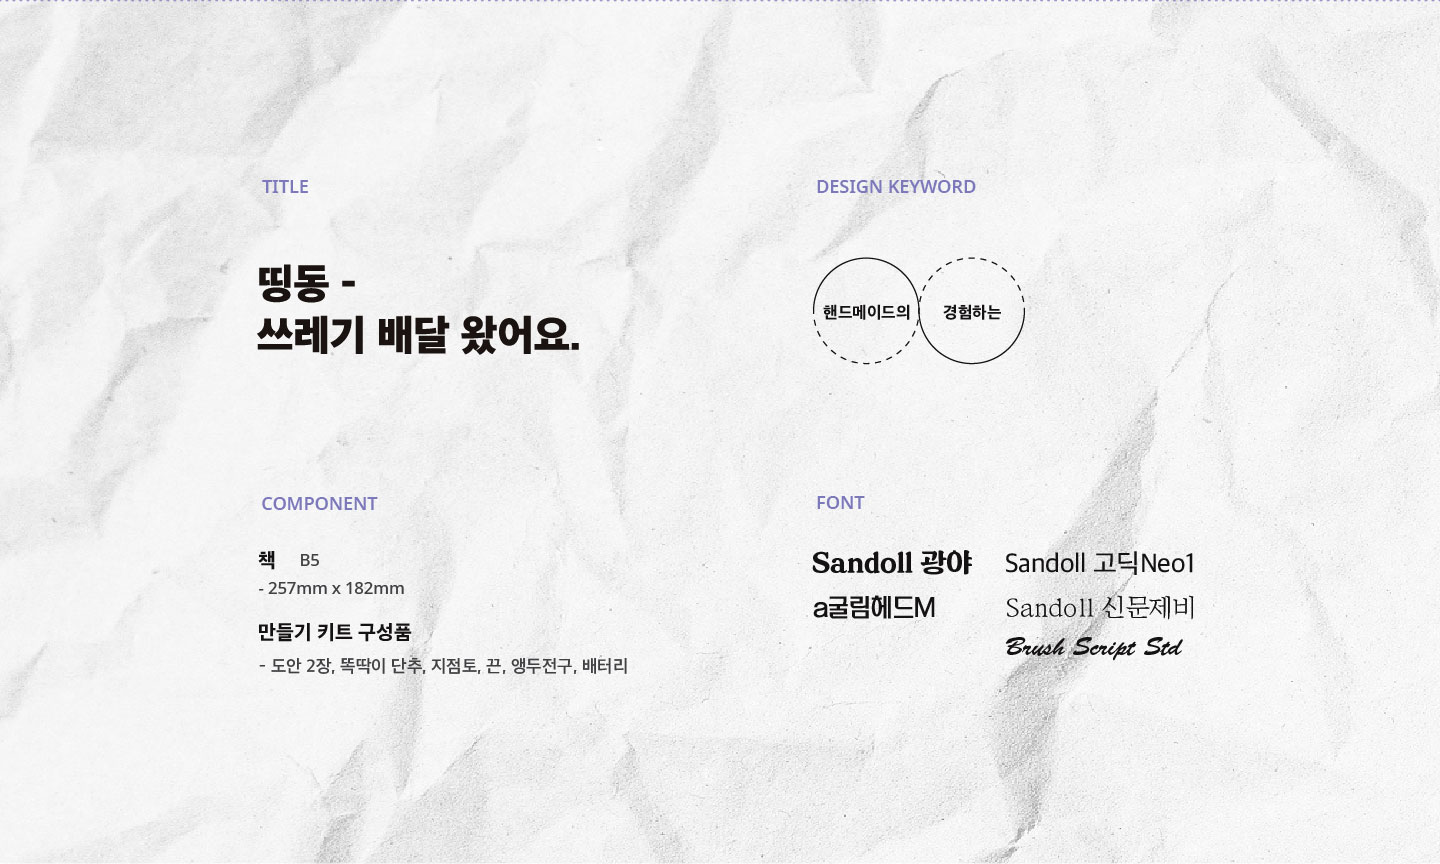 TITLE
띵동 -
쓰레기 배달 왔어요.
DESIGN KEYWORD
핸드메이드의 경험하는
COMPONENT
책 B5
- 257mm x 182mm
만들기 키트 구성품
- 도안 2장, 똑딱이 단추, 지점토, 끈, 앵두전구, 배터리
FONT
Sandoll 광야 Sandoll 고딕Neo1
a굴림헤드M Sandoll 신문제비
Brush Script Std